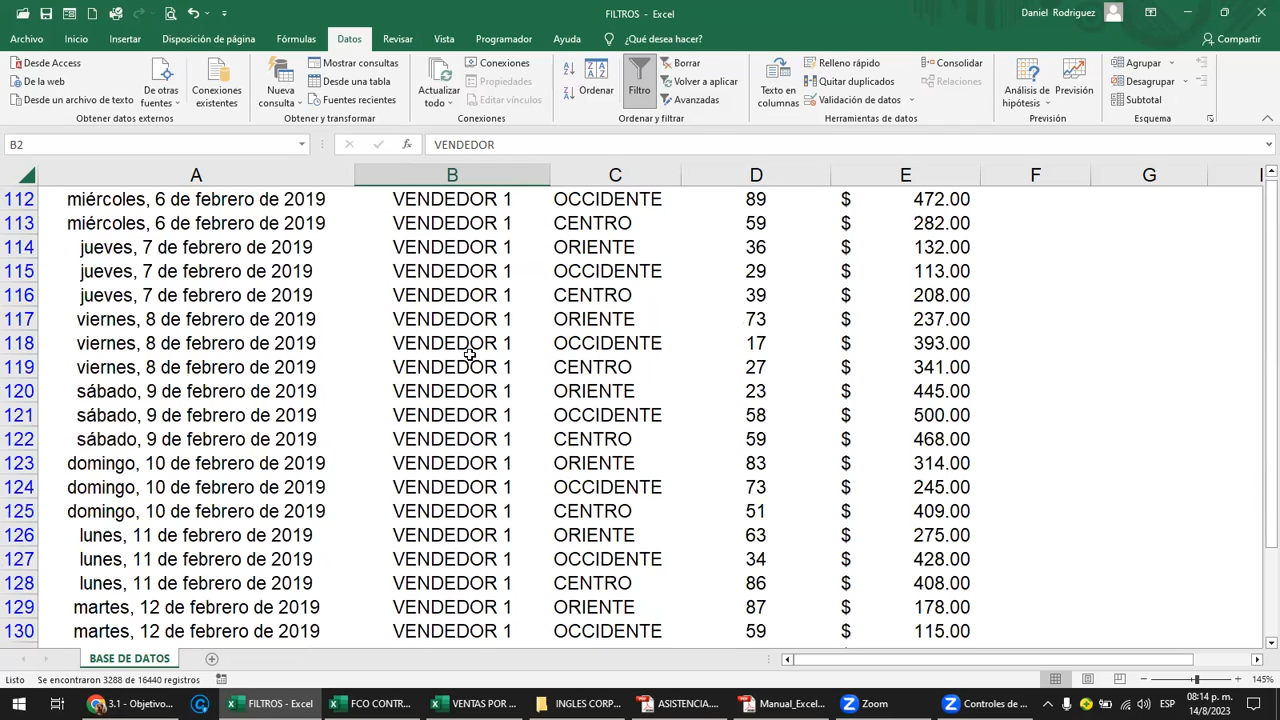 FILTROS - Excel
Daniel Rodriguez
Archivo Inicio Insertar Disposición de página Fórmulas Datos Revisar Vista Programador Ayuda ¿Qué desea hacer? Compartir
Desde Access
De la web
Desde un archivo de texto
De otras fuentes
Conexiones existentes
Obtener datos externos
Nueva consulta
Mostrar consultas
Desde una tabla
Fuentes recientes
Obtener y transformar
Actualizar todo
Conexiones
Propiedades
Editar vínculos
Conexiones
Ordenar
Filtro
Borrar
Volver a aplicar
Avanzadas
Ordenar y filtrar
Texto en columnas
Relleno rápido
Quitar duplicados
Validación de datos
Consolidar
Relaciones
Herramientas de datos
Análisis de hipótesis
Previsión
Previsión
Agrupar
Desagrupar
Subtotal
Esquema
B2 VENDEDOR
A B C D E F G
112 miércoles, 6 de febrero de 2019 VENDEDOR 1 OCCIDENTE 89 $ 472.00
113 miércoles, 6 de febrero de 2019 VENDEDOR 1 CENTRO 59 $ 282.00
114 jueves, 7 de febrero de 2019 VENDEDOR 1 ORIENTE 36 $ 132.00
115 jueves, 7 de febrero de 2019 VENDEDOR 1 OCCIDENTE 29 $ 113.00
116 jueves, 7 de febrero de 2019 VENDEDOR 1 CENTRO 39 $ 208.00
117 viernes, 8 de febrero de 2019 VENDEDOR 1 ORIENTE 73 $ 237.00
118 viernes, 8 de febrero de 2019 VENDEDOR 1 OCCIDENTE 17 $ 393.00
119 viernes, 8 de febrero de 2019 VENDEDOR 1 CENTRO 27 $ 341.00
120 sábado, 9 de febrero de 2019 VENDEDOR 1 ORIENTE 23 $ 445.00
121 sábado, 9 de febrero de 2019 VENDEDOR 1 OCCIDENTE 58 $ 500.00
122 sábado, 9 de febrero de 2019 VENDEDOR 1 CENTRO 59 $ 468.00
123 domingo, 10 de febrero de 2019 VENDEDOR 1 ORIENTE 83 $ 314.00
124 domingo, 10 de febrero de 2019 VENDEDOR 1 OCCIDENTE 73 $ 245.00
125 domingo, 10 de febrero de 2019 VENDEDOR 1 CENTRO 51 $ 409.00
126 lunes, 11 de febrero de 2019 VENDEDOR 1 ORIENTE 63 $ 275.00
127 lunes, 11 de febrero de 2019 VENDEDOR 1 OCCIDENTE 34 $ 428.00
128 lunes, 11 de febrero de 2019 VENDEDOR 1 CENTRO 86 $ 408.00
129 martes, 12 de febrero de 2019 VENDEDOR 1 ORIENTE 87 $ 178.00
130 martes, 12 de febrero de 2019 VENDEDOR 1 OCCIDENTE 59 $ 115.00
BASE DE DATOS
Listo Se encontraron 3288 de 16440 registros 145%
3.1 - Objetivo... FILTROS - Excel FCO CONTR... VENTAS POR ... INGLES CORP... ASISTENCIA.... Manual_Excel... Zoom Controles de ... ESP 08:14 p. m.
14/8/2023